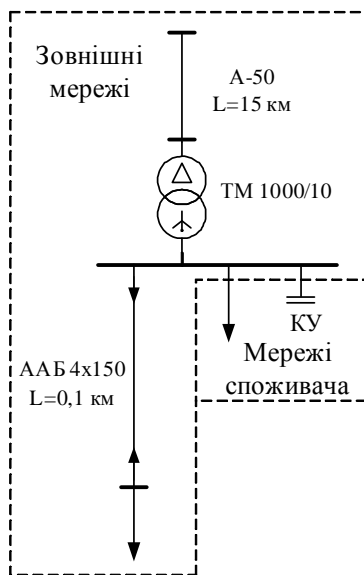 Зовнішні
мережі
А-50
L=15 км
ТМ 1000/10
КУ
Мережі
споживача
ААБ 4х150
L=0,1 км